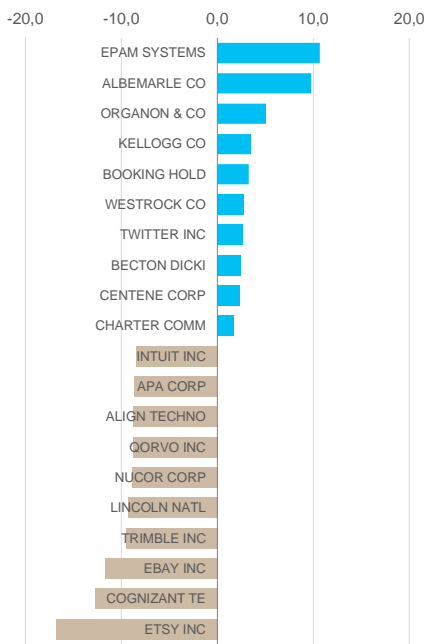 -20,0 -10,0 0,0 10,0 20,0
EPAM SYSTEMS
ALBEMARLE CO
ORGANON & CO
KELLOGG CO
BOOKING HOLD
WESTROCK CO
TWITTER INC
BECTON DICKI
CENTENE CORP
CHARTER COMM
INTUIT INC
APA CORP
ALIGN TECHNO
QORVO INC
NUCOR CORP
LINCOLN NATL
TRIMBLE INC
EBAY INC
COGNIZANT TE
ETSY INC